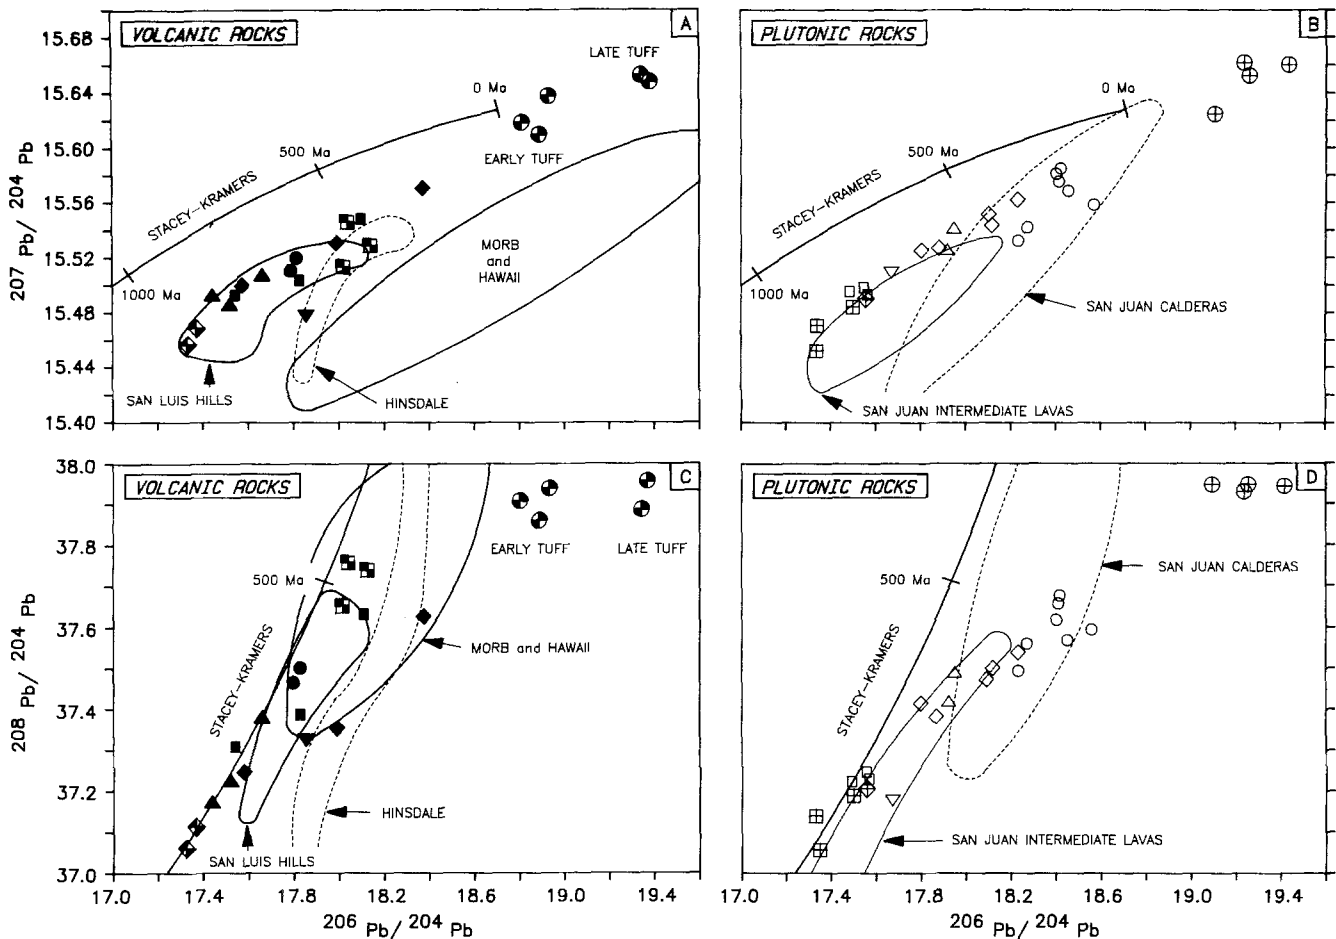 VOLCANIC ROCKS
A
LATE TUFF
0 Ma
EARLY TUFF
500 Ma
STACEY-KRAMERS
1000 Ma
MORB
and
HAWAII
SAN LUIS HILLS
HINSDALE
15.68
15.64
15.60
15.56
15.52
15.48
15.44
15.40
207 Pb/ 204 Pb
PLUTONIC ROCKS
B
0 Ma
500 Ma
STACEY-KRAMERS
1000 Ma
SAN JUAN CALDERAS
SAN JUAN INTERMEDIATE LAVAS
VOLCANIC ROCKS
C
EARLY TUFF
LATE TUFF
500 Ma
STACEY-KRAMERS
MORB and HAWAII
HINSDALE
SAN LUIS HILLS
38.0
37.8
37.6
37.4
37.2
37.0
208 Pb/ 204 Pb
17.0 17.4 17.8 18.2 18.6 19.0 19.4
206 Pb/ 204 Pb
PLUTONIC ROCKS
D
SAN JUAN CALDERAS
500 Ma
STACEY-KRAMERS
SAN JUAN INTERMEDIATE LAVAS
17.0 17.4 17.8 18.2 18.6 19.0 19.4
206 Pb/ 204 Pb